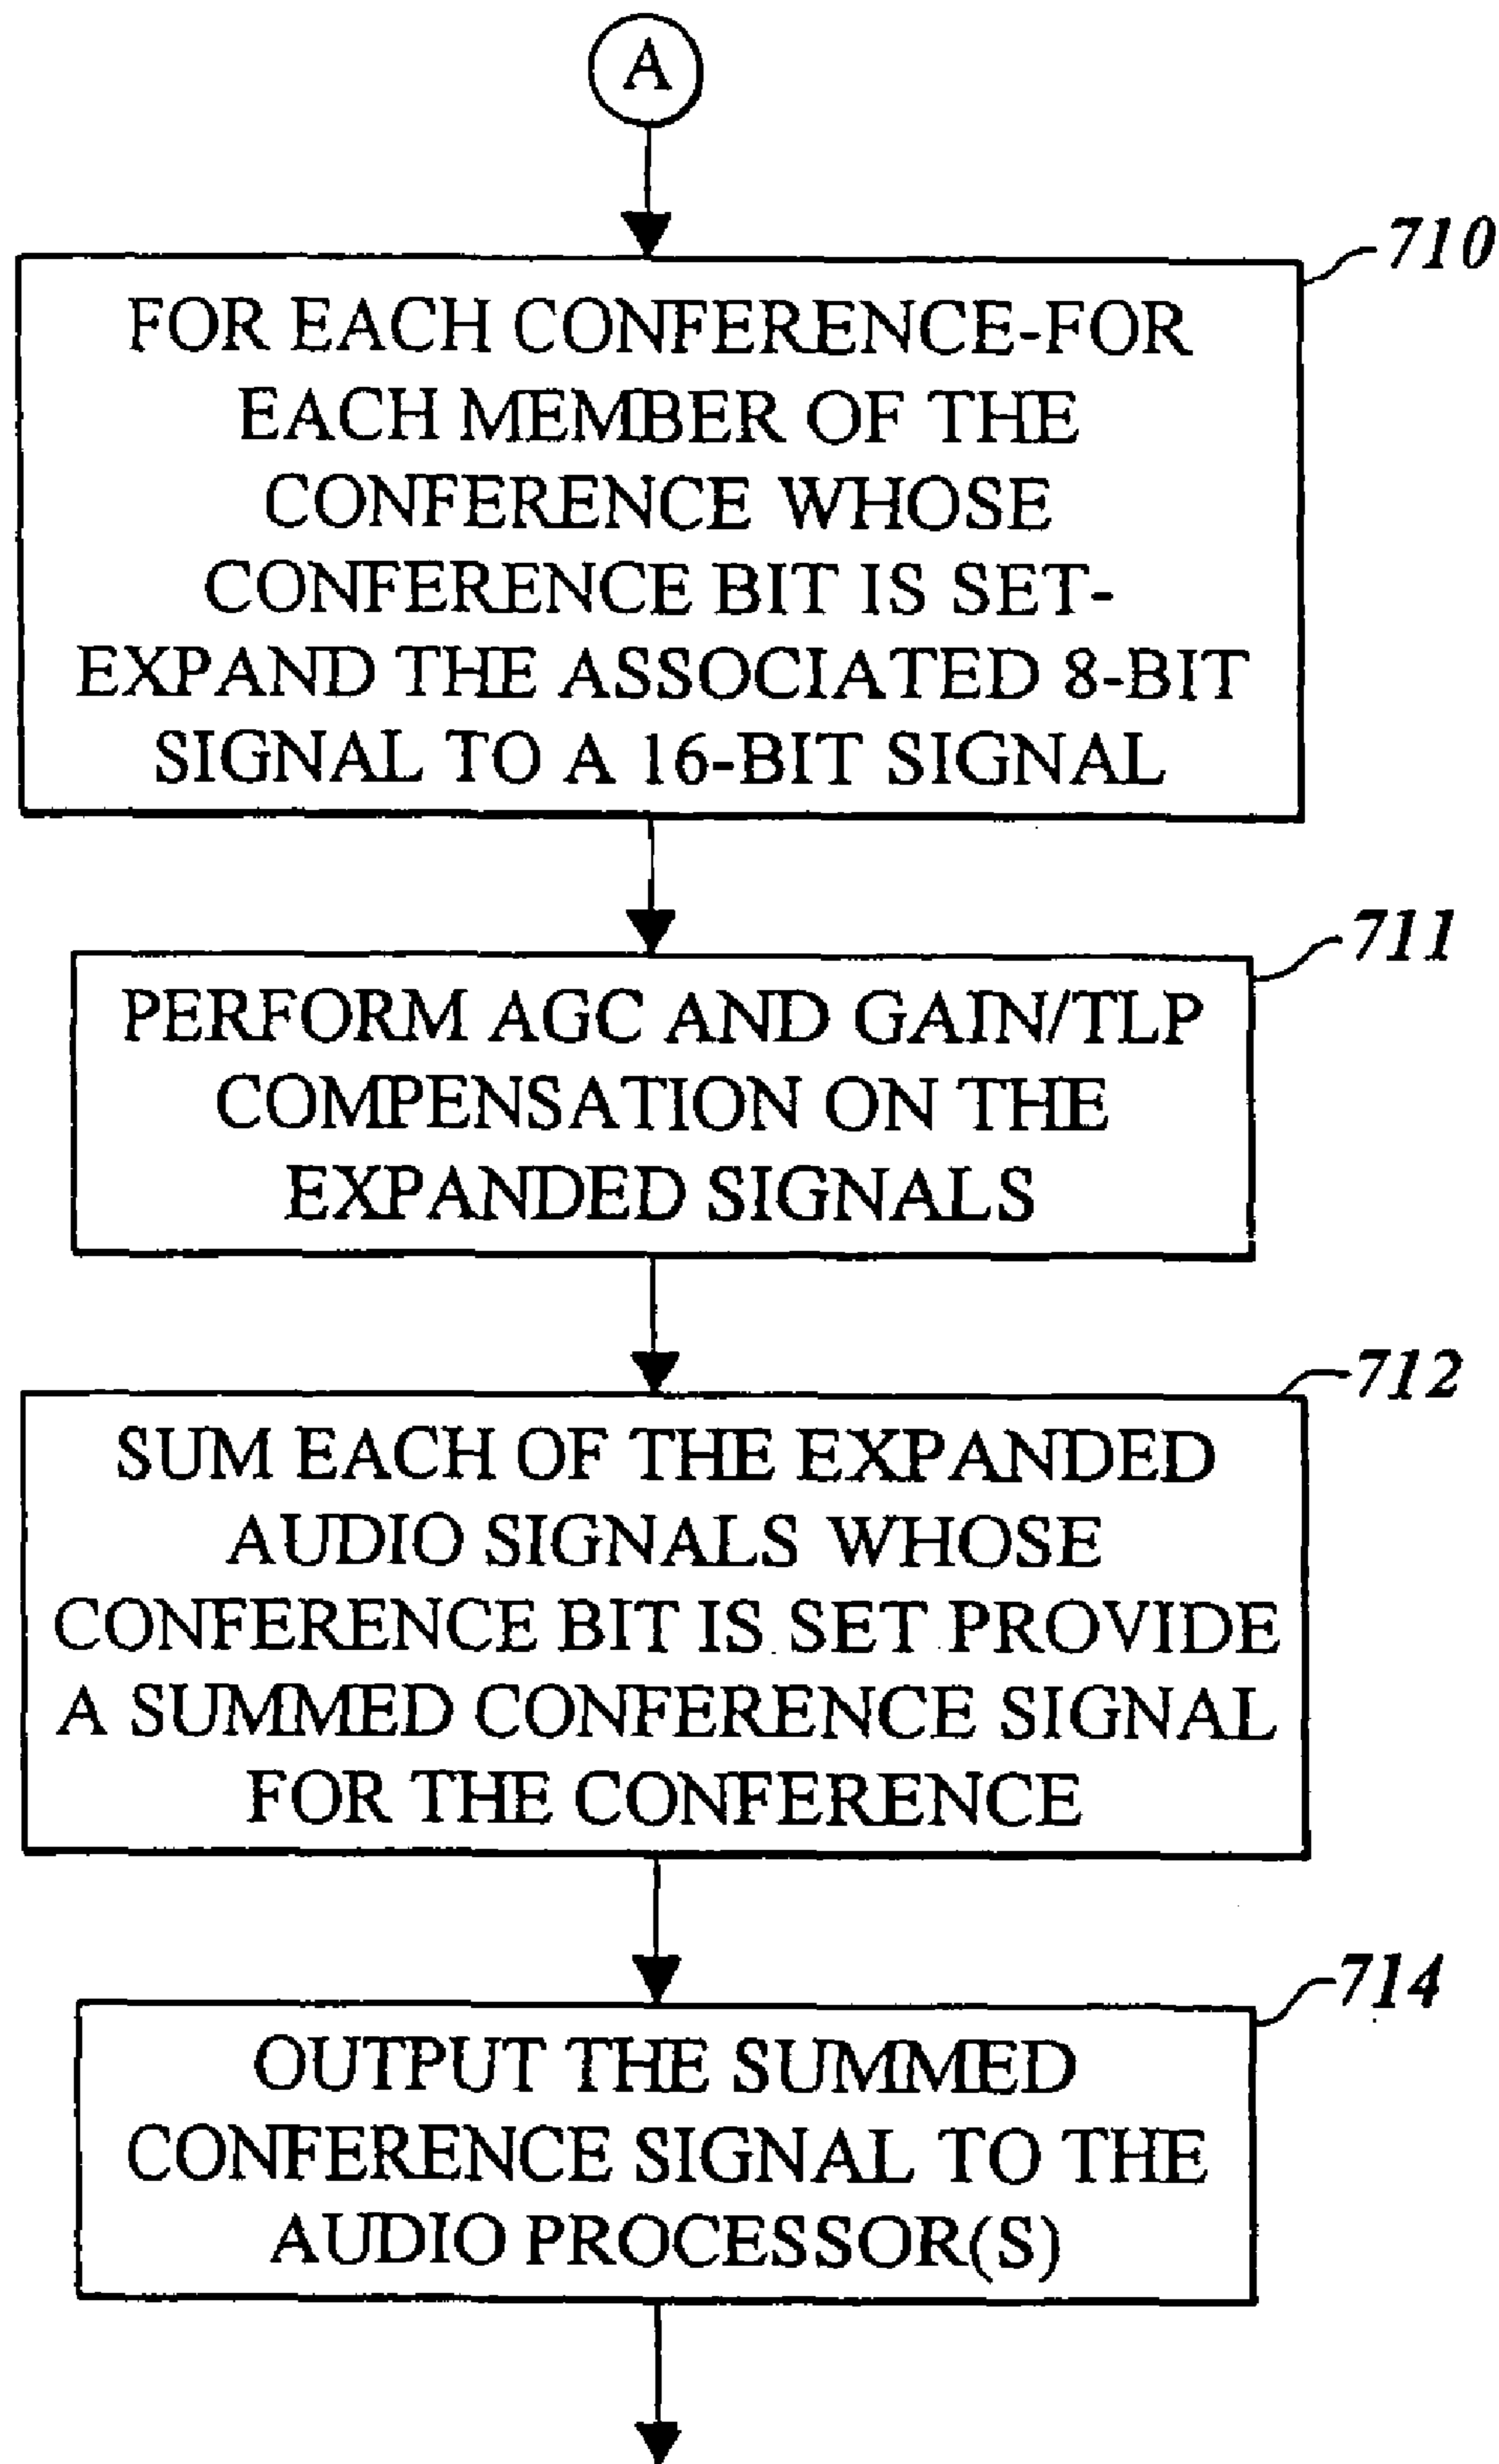 A
710
FOR EACH CONFERENCE-FOR
EACH MEMBER OF THE
CONFERENCE WHOSE
CONFERENCE BIT IS SET-
EXPAND THE ASSOCIATED 8-BIT
SIGNAL TO A 16-BIT SIGNAL
711
PERFORM AGC AND GAIN/TLP
COMPENSATION ON THE
EXPANDED SIGNALS
712
SUM EACH OF THE EXPANDED
AUDIO SIGNALS WHOSE
CONFERENCE BIT IS SET PROVIDE
A SUMMED CONFERENCE SIGNAL
FOR THE CONFERENCE
714
OUTPUT THE SUMMED
CONFERENCE SIGNAL TO THE
AUDIO PROCESSOR(S)